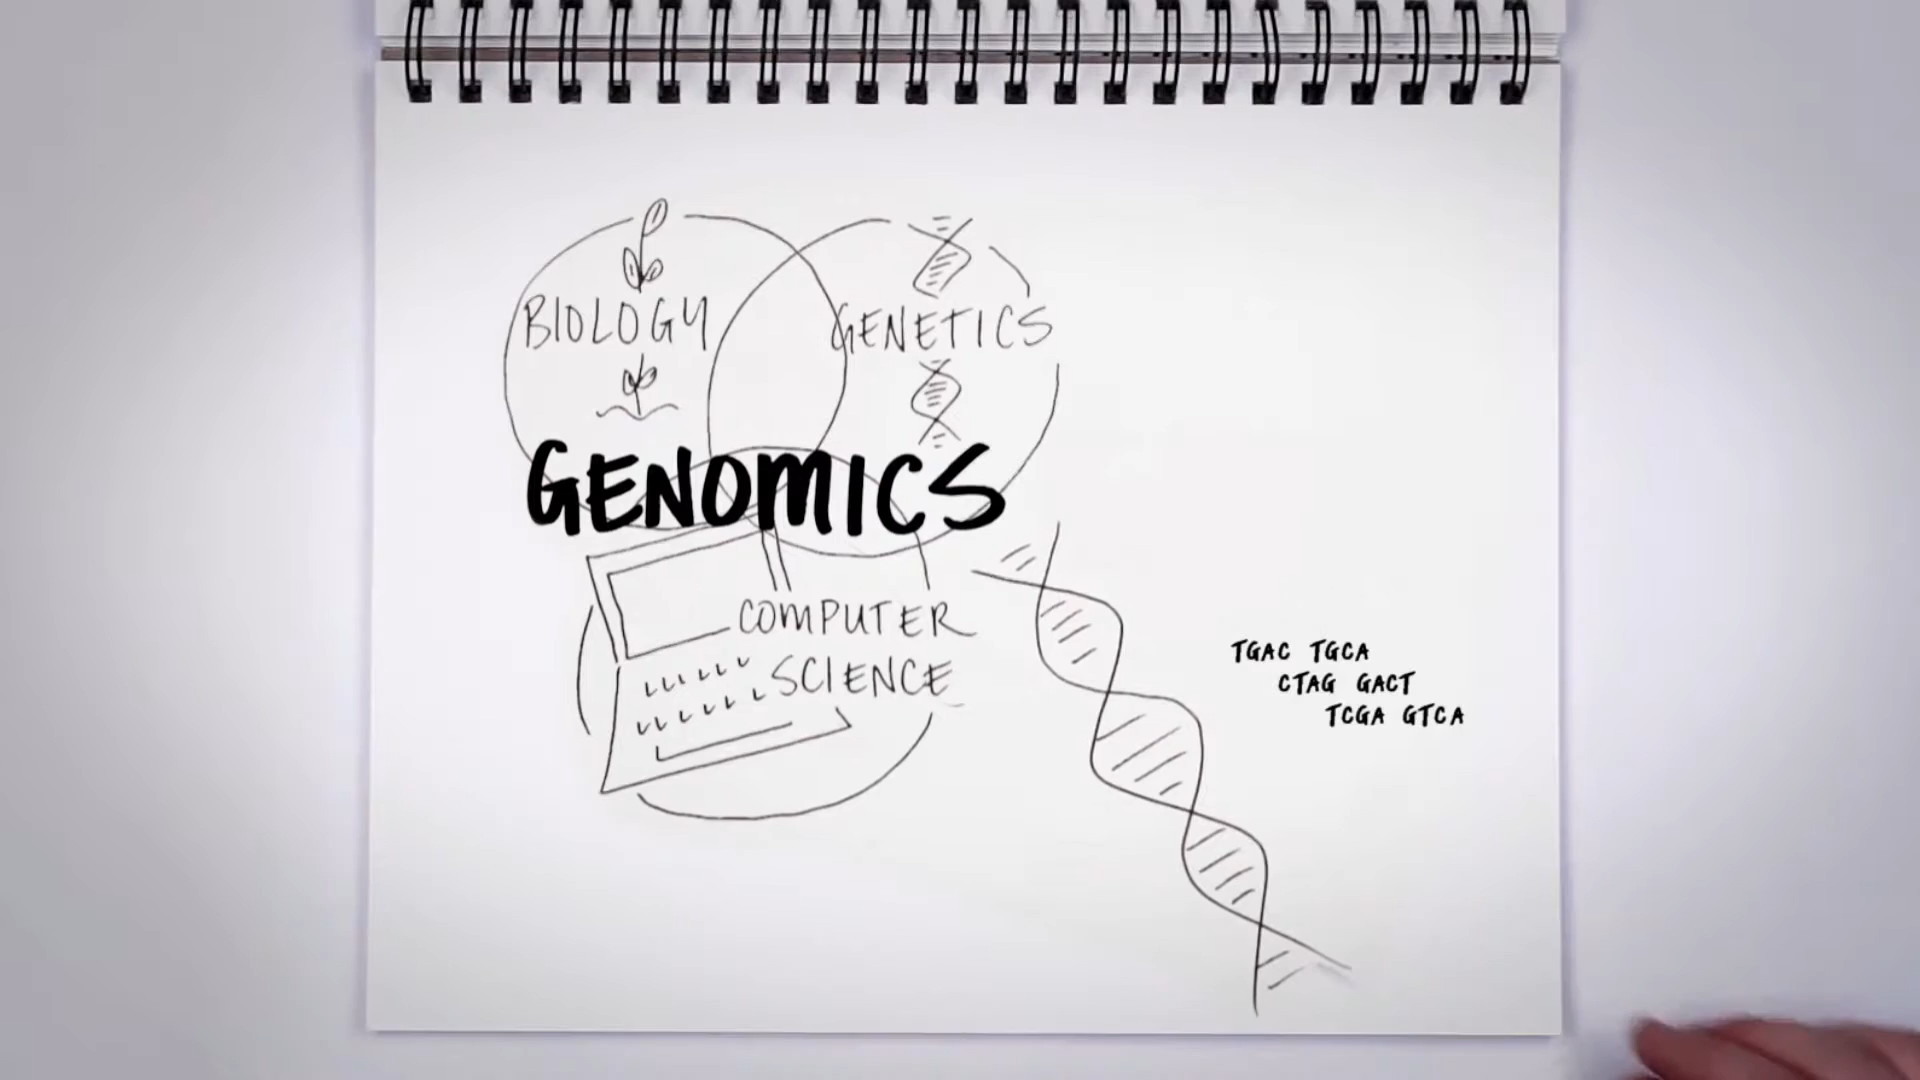 BIOLOGY
GENETICS
GENOMICS
COMPUTER
SCIENCE
TGAC TGCA
CTAG GACT
TCGA GTCA